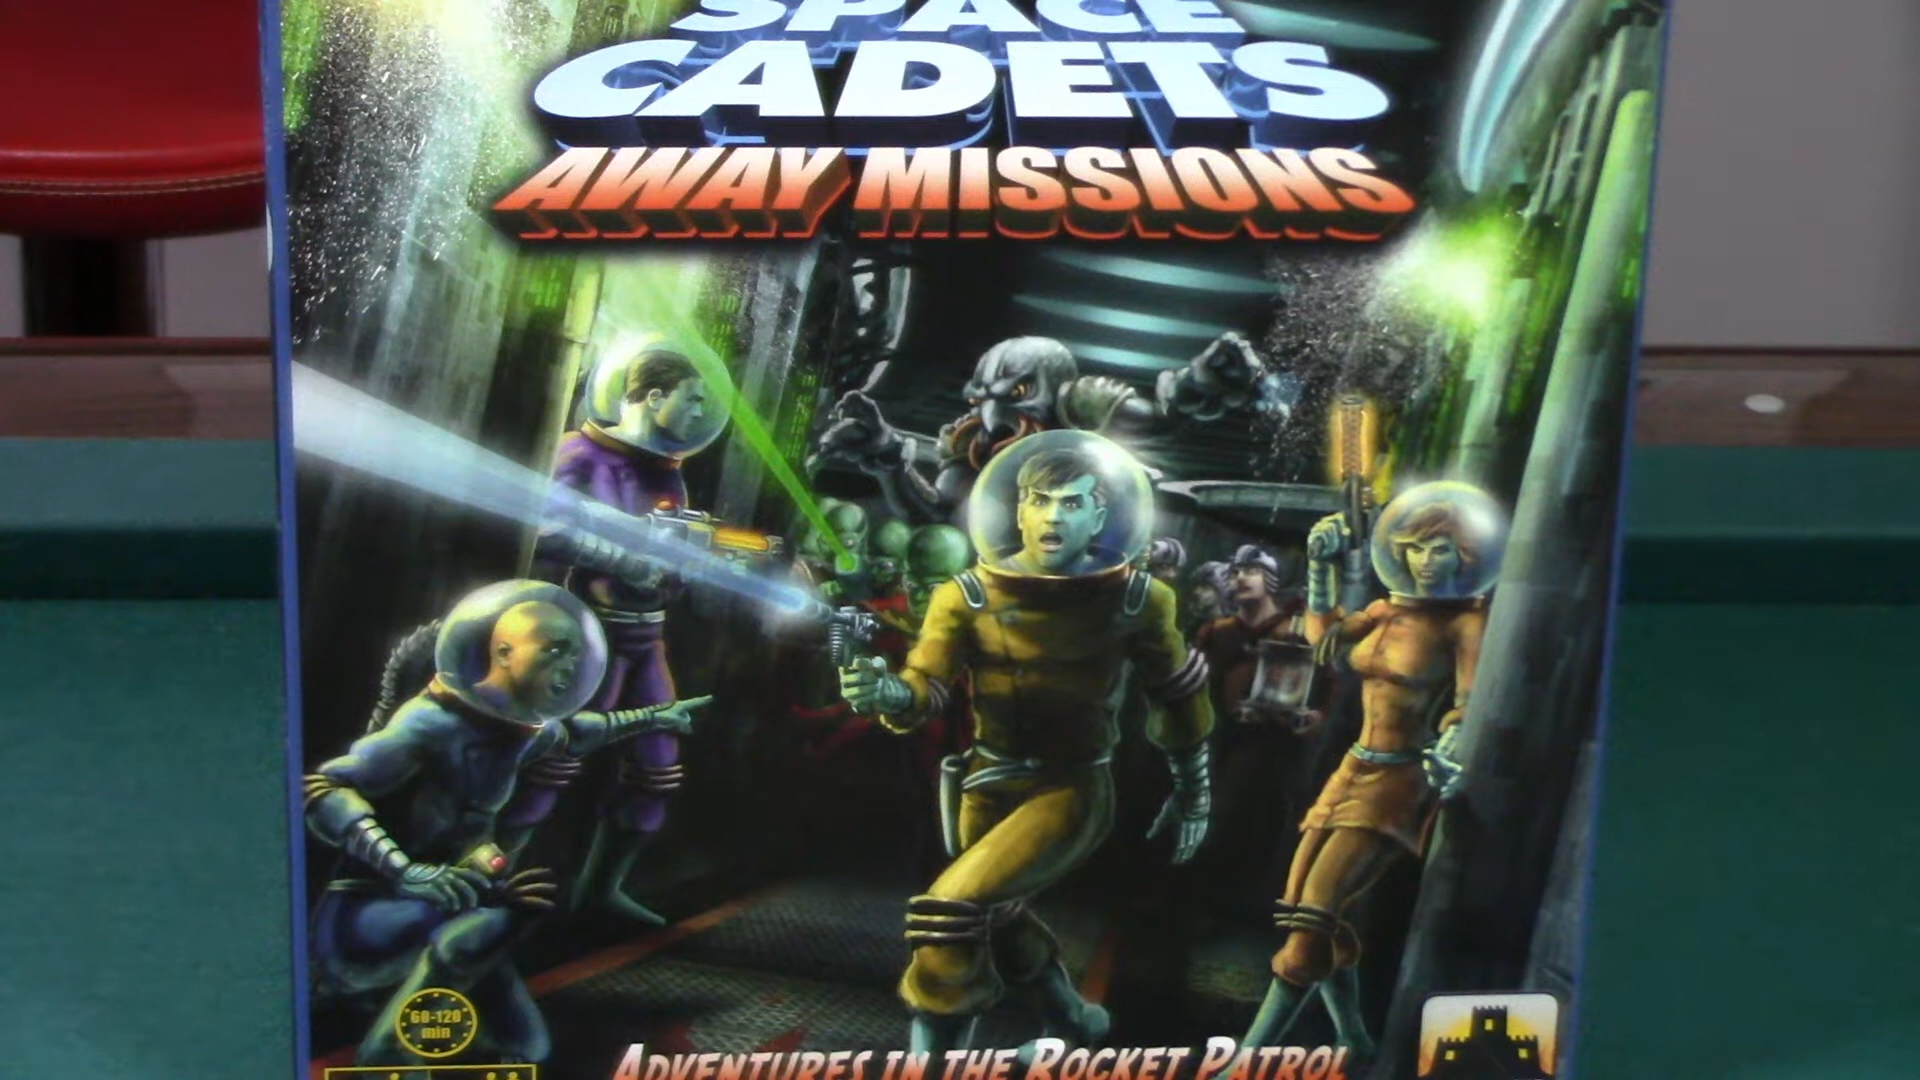 SPACE
CADETS
AWAY MISSIONS
60-120
min
ADVENTURES IN THE ROCKET PATROL